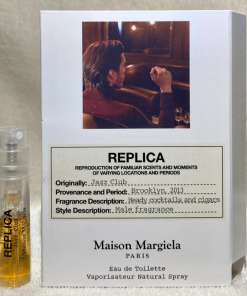 REPLICA
REPRODUCTION OF FAMILIAR SCENTS AND MOMENTS
OF VARYING LOCATIONS AND PERIODS
Originally: Jazz Club
Provenance and Period: Brooklyn, 2013
Fragrance Description: Heady cocktails and cigars
Style Description: Male fragrance
Maison Margiela
PARIS
Eau de Toilette
Vaporisateur Natural Spray
REPLICA